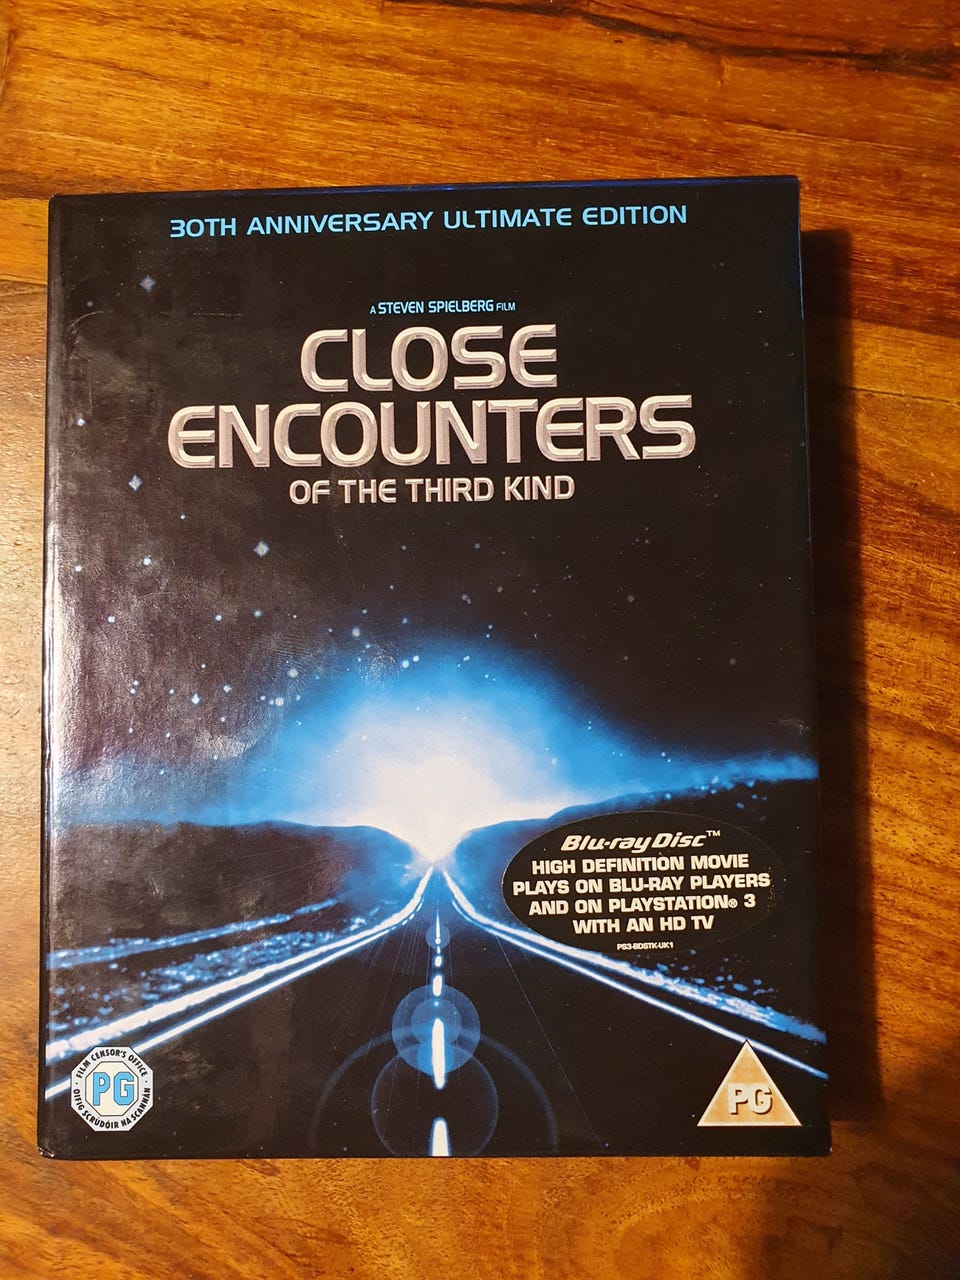 30TH ANNIVERSARY ULTIMATE EDITION
A STEVEN SPIELBERG FILM
CLOSE
ENCOUNTERS
OF THE THIRD KIND
Blu-ray Disc™
HIGH DEFINITION MOVIE
PLAYS ON BLU-RAY PLAYERS
AND ON PLAYSTATION® 3
WITH AN HD TV
PS3-BDSTK-UK1
· FILM CENSOR'S OFFICE ·
PG
OIFIG SCRÚDÓIR NA SCANNÁN
PG